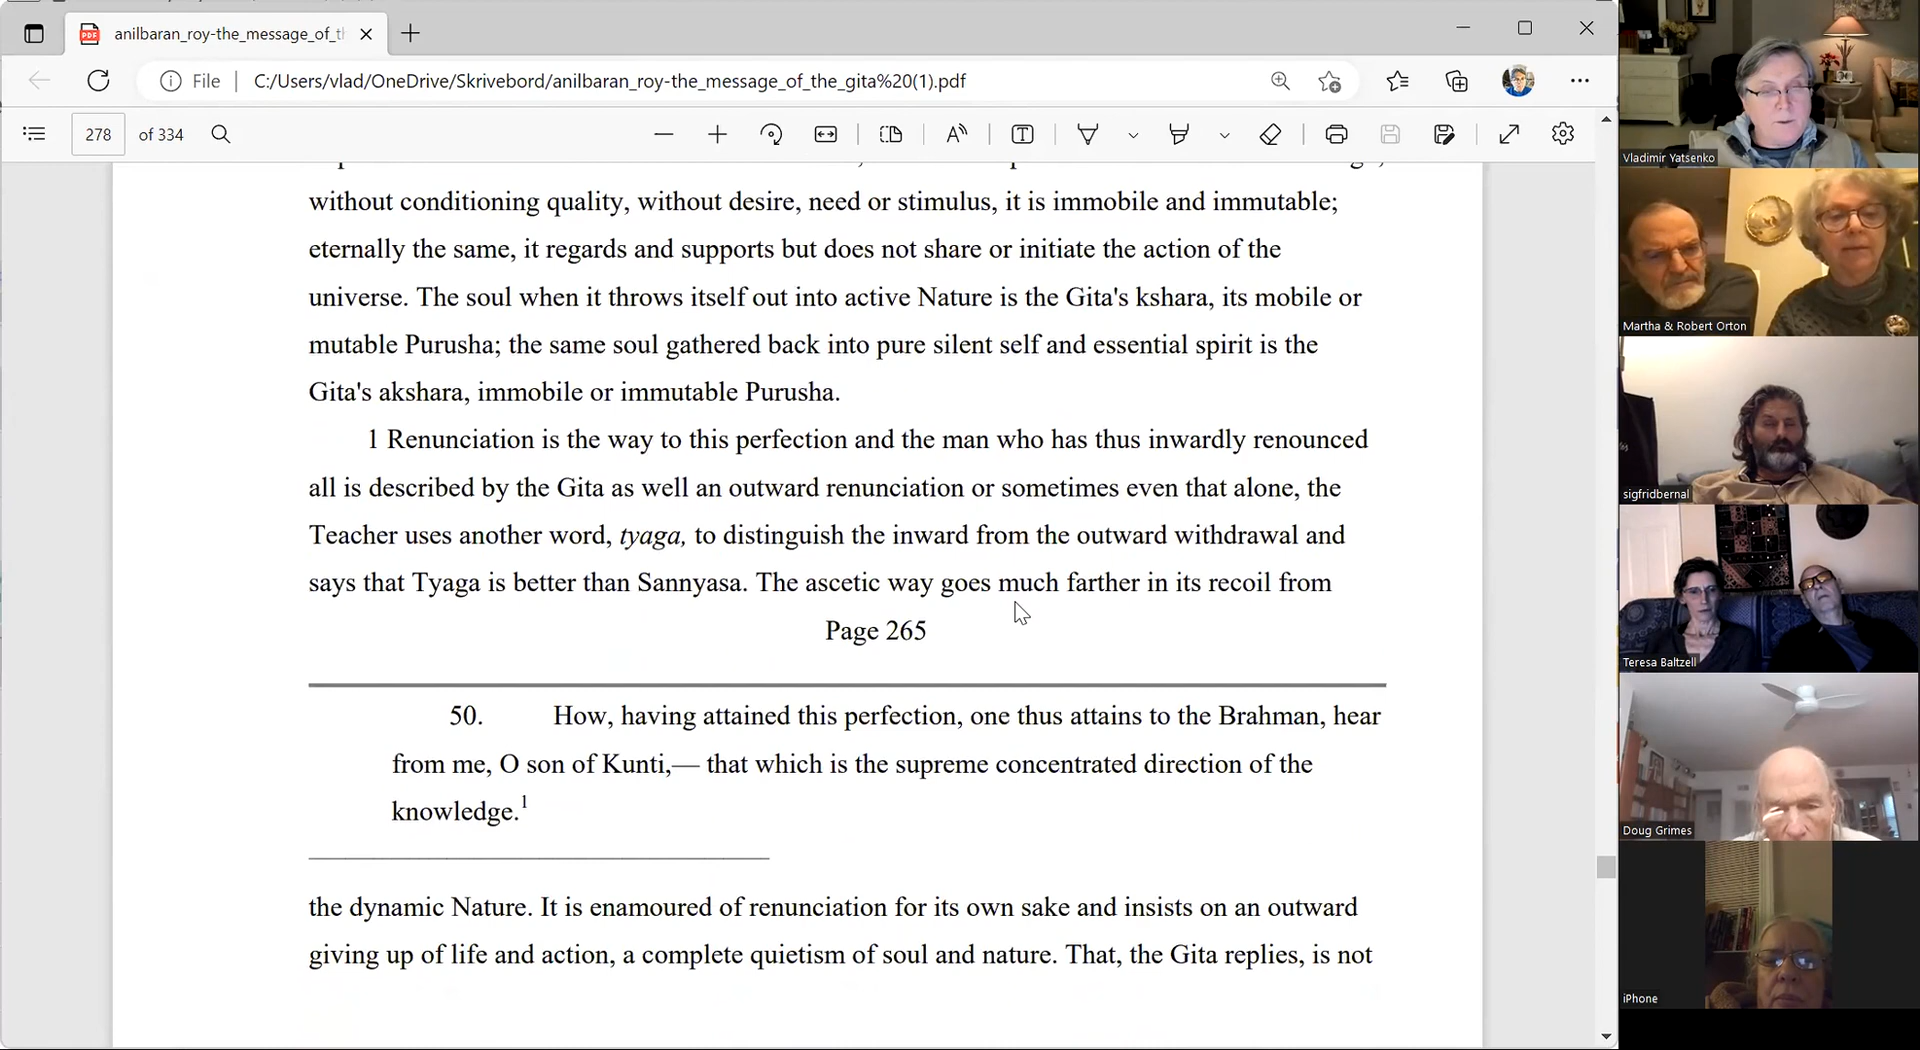 anilbaran_roy-the_message_of_t
File
C:/Users/vlad/OneDrive/Skrivebord/anilbaran_roy-the_message_of_the_gita%20(1).pdf
278 of 334
without conditioning quality, without desire, need or stimulus, it is immobile and immutable;
eternally the same, it regards and supports but does not share or initiate the action of the
universe. The soul when it throws itself out into active Nature is the Gita's kshara, its mobile or
mutable Purusha; the same soul gathered back into pure silent self and essential spirit is the
Gita's akshara, immobile or immutable Purusha.
1 Renunciation is the way to this perfection and the man who has thus inwardly renounced
all is described by the Gita as well an outward renunciation or sometimes even that alone, the
Teacher uses another word, tyaga, to distinguish the inward from the outward withdrawal and
says that Tyaga is better than Sannyasa. The ascetic way goes much farther in its recoil from
Page 265
50. How, having attained this perfection, one thus attains to the Brahman, hear
from me, O son of Kunti,— that which is the supreme concentrated direction of the
knowledge.1
the dynamic Nature. It is enamoured of renunciation for its own sake and insists on an outward
giving up of life and action, a complete quietism of soul and nature. That, the Gita replies, is not
Vladimir Yatsenko
Martha & Robert Orton
sigfridbernal
Teresa Baltzell
Doug Grimes
iPhone